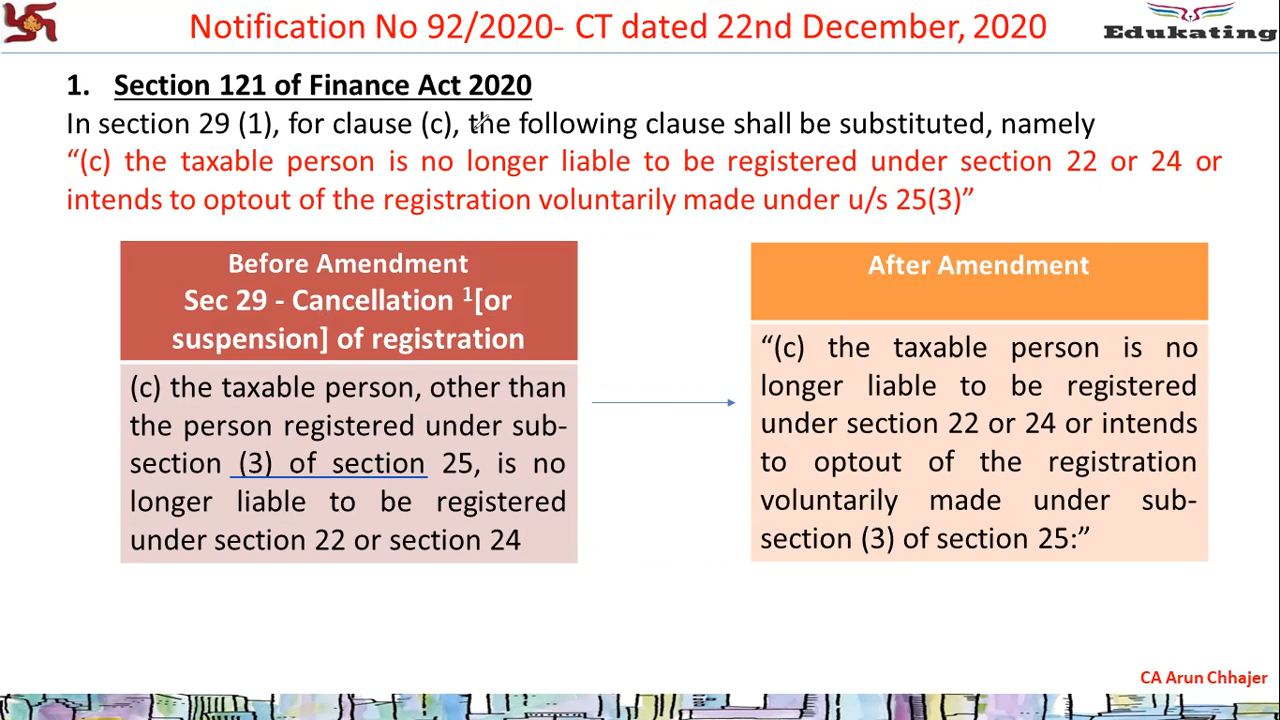 Notification No 92/2020- CT dated 22nd December, 2020
Edukating
1. Section 121 of Finance Act 2020
In section 29 (1), for clause (c), the following clause shall be substituted, namely
“(c) the taxable person is no longer liable to be registered under section 22 or 24 or
intends to optout of the registration voluntarily made under u/s 25(3)”
Before Amendment
Sec 29 - Cancellation ¹[or
suspension] of registration
(c) the taxable person, other than
the person registered under sub-
section (3) of section 25, is no
longer liable to be registered
under section 22 or section 24
After Amendment
“(c) the taxable person is no
longer liable to be registered
under section 22 or 24 or intends
to optout of the registration
voluntarily made under sub-
section (3) of section 25:”
CA Arun Chhajer